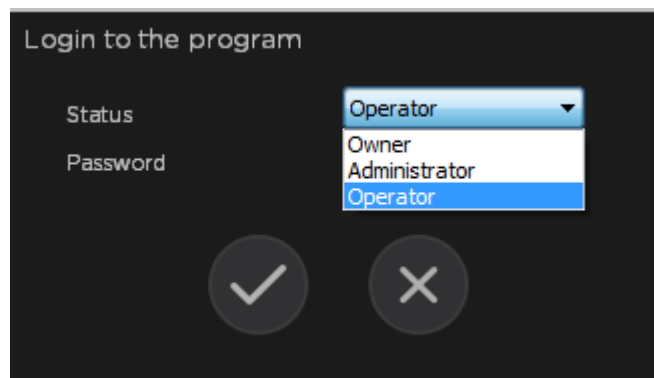 Login to the program
Status
Operator
Password
Owner
Administrator
Operator